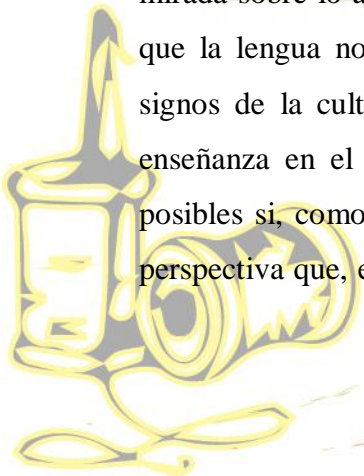 mirada sobre lo
que la lengua no
signos de la cult
enseñanza en el
posibles si, como
perspectiva que, e